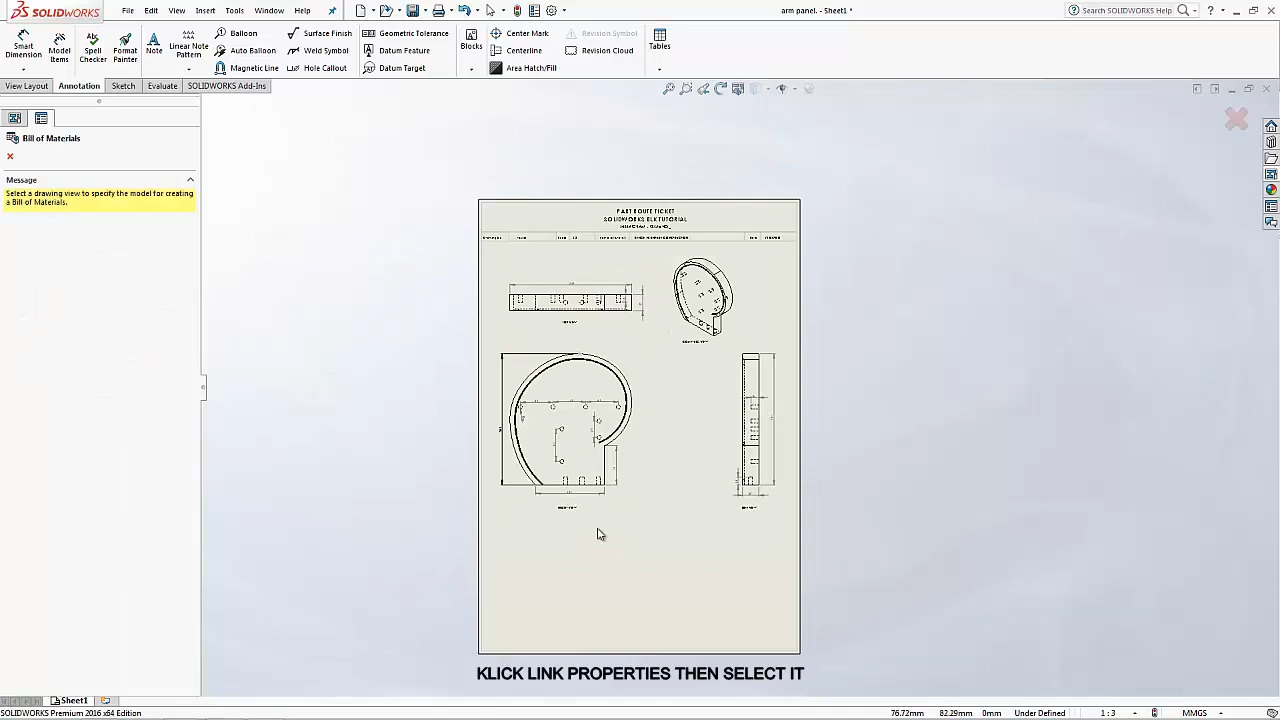 SOLIDWORKS
File
Edit
View
Insert
Tools
Window
Help
arm panel. - Sheet1 *
Search SOLIDWORKS Help
Smart Dimension
Model Items
Spell Checker
Format Painter
Note
Linear Note Pattern
Balloon
Auto Balloon
Magnetic Line
Surface Finish
Weld Symbol
Hole Callout
Geometric Tolerance
Datum Feature
Datum Target
Blocks
Center Mark
Centerline
Area Hatch/Fill
Revision Symbol
Revision Cloud
Tables
View Layout
Annotation
Sketch
Evaluate
SOLIDWORKS Add-Ins
Bill of Materials
Message
Select a drawing view to specify the model for creating
a Bill of Materials.
PART ROUTE TICKET
SOLIDWORKS ELK TUTORIAL
KLICK LINK PROPERTIES THEN SELECT IT
Sheet1
SOLIDWORKS Premium 2016 x64 Edition
76.72mm
82.29mm
0mm
Under Defined
1 : 3
MMGS